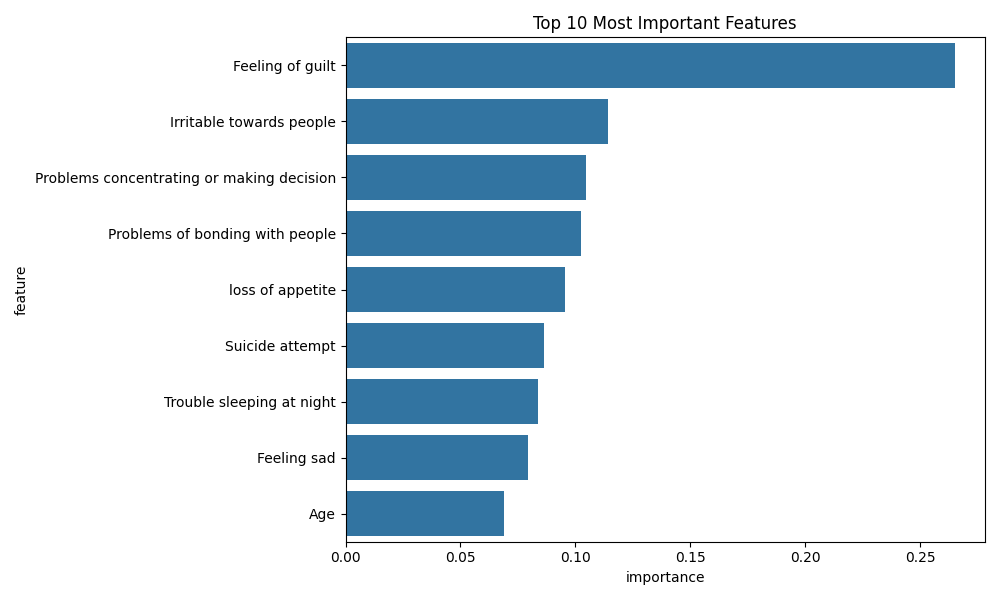 Top 10 Most Important Features
Feeling of guilt
Irritable towards people
Problems concentrating or making decision
Problems of bonding with people
loss of appetite
Suicide attempt
Trouble sleeping at night
Feeling sad
Age
feature
0.00 0.05 0.10 0.15 0.20 0.25
importance